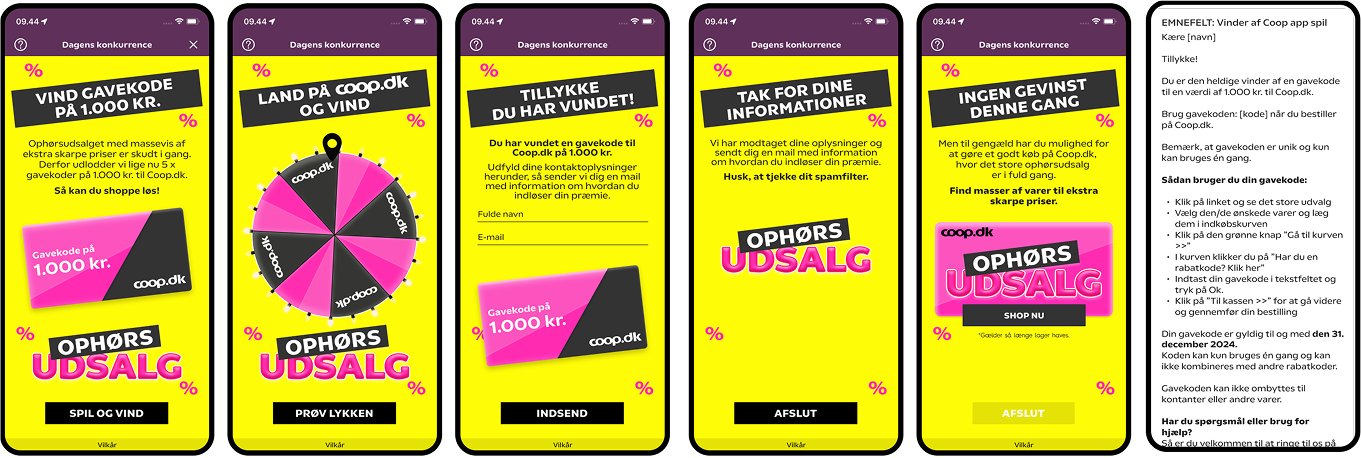 09.44
Dagens konkurrence
%
VIND GAVEKODE
PÅ 1.000 KR.
%
Ophørsudsalget med massevis af
ekstra skarpe priser er skudt i gang.
Derfor udlodder vi lige nu 5 x
gavekoder på 1.000 kr. til Coop.dk.
Så kan du shoppe løs!
Gavekode på
1.000 kr.
coop.dk
%
OPHØRS
UDSALG
%
SPIL OG VIND
Vilkår
09.44
Dagens konkurrence
%
LAND PÅ coop.dk
OG VIND
%
coop.dk
coop.dk
coop.dk
coop.dk
%
OPHØRS
UDSALG
%
PRØV LYKKEN
Vilkår
09.44
Dagens konkurrence
%
TILLYKKE
DU HAR VUNDET!
%
Du har vundet en gavekode til
Coop.dk på 1.000 kr.
Udfyld dine kontaktoplysninger
herunder, så sender vi dig en mail
med information om hvordan du
indløser din præmie.
Fulde navn
E-mail
Gavekode på
1.000 kr.
coop.dk
%
%
INDSEND
Vilkår
09.44
Dagens konkurrence
%
TAK FOR DINE
INFORMATIONER
%
Vi har modtaget dine oplysninger og
sendt dig en mail med information
om hvordan du indløser din præmie.
Husk, at tjekke dit spamfilter.
OPHØRS
UDSALG
%
%
AFSLUT
Vilkår
09.44
Dagens konkurrence
%
INGEN GEVINST
DENNE GANG
%
Men til gengæld har du mulighed for
at gøre et godt køb på Coop.dk,
hvor det store ophørsudsalg
er i fuld gang.
Find masser af varer til ekstra
skarpe priser.
coop.dk
OPHØRS
UDSALG
SHOP NU
%
*Gælder så længe lager haves.
%
AFSLUT
Vilkår
EMNEFELT: Vinder af Coop app spil
Kære [navn]
Tillykke!
Du er den heldige vinder af en gavekode
til en værdi af 1.000 kr. til Coop.dk.
Brug gavekoden: [kode] når du bestiller
på Coop.dk.
Bemærk, at gavekoden er unik og kun
kan bruges én gang.
Sådan bruger du din gavekode:
• Klik på linket og se det store udvalg
• Vælg den/de ønskede varer og læg
dem i indkøbskurven
• Klik på den grønne knap "Gå til kurven
>>"
• I kurven klikker du på "Har du en
rabatkode? Klik her"
• Indtast din gavekode i tekstfeltet og
tryk på Ok.
• Klik på "Til kassen >>" for at gå videre
og gennemfør din bestilling
Din gavekode er gyldig til og med den 31.
december 2024.
Koden kan kun bruges én gang og kan
ikke kombineres med andre rabatkoder.
Gavekoden kan ikke ombyttes til
kontanter eller andre varer.
Har du spørgsmål eller brug for
hjælp?
Så er du velkommen til at ringe til os på